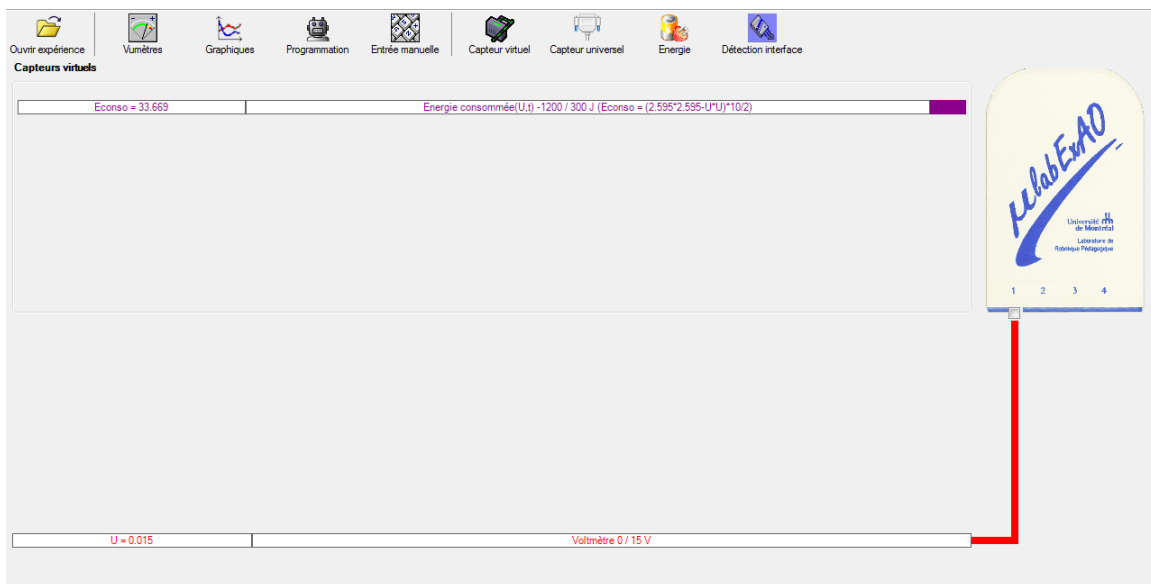 Ouvrir expérience Vumètres Graphiques Programmation Entrée manuelle Capteur virtuel Capteur universel Energie Détection interface
Capteurs virtuels
Econso = 33.669 Energie consommée(U,t) -1200 / 300 J (Econso = (2.595*2.595-U*U)*10/2)
µlabExAO
Université
de Montréal
Laboratoire de
Robotique Pédagogique
1 2 3 4
U = 0.015 Voltmètre 0 / 15 V